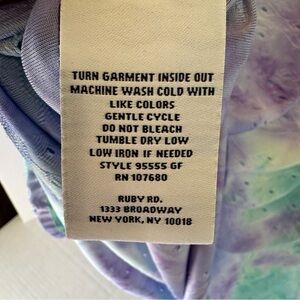 TURN GARMENT INSIDE OUT
MACHINE WASH COLD WITH
LIKE COLORS
GENTLE CYCLE
DO NOT BLEACH
TUMBLE DRY LOW
LOW IRON IF NEEDED
STYLE 95555 GF
RN 107680
RUBY RD.
1333 BROADWAY
NEW YORK, NY 10018